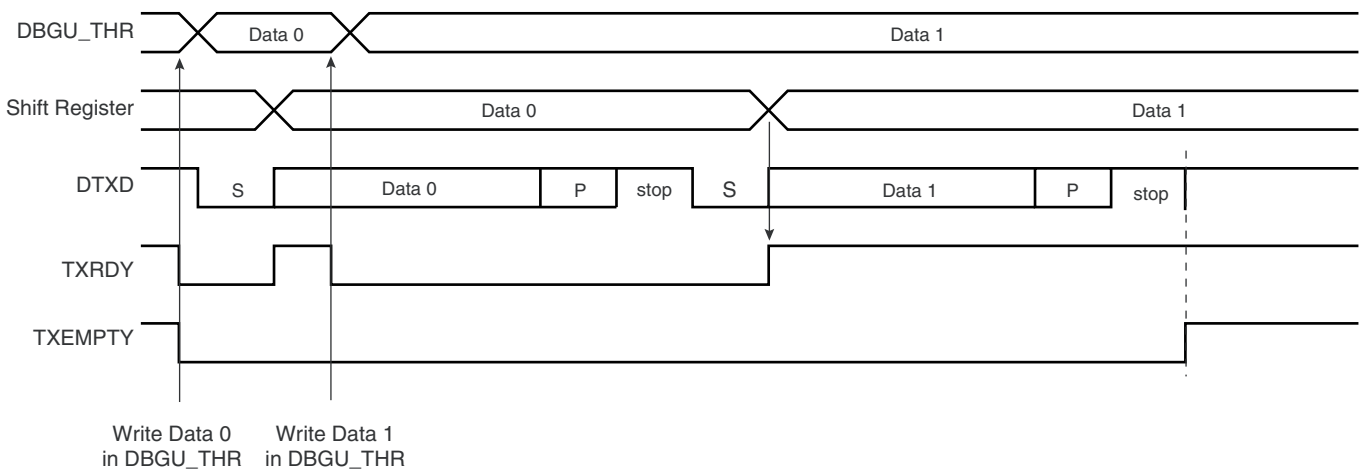 DBGU_THR
Data 0
Data 1
Shift Register
Data 0
Data 1
DTXD
S
Data 0
P
stop
S
Data 1
P
stop
TXRDY
TXEMPTY
Write Data 0
in DBGU_THR
Write Data 1
in DBGU_THR